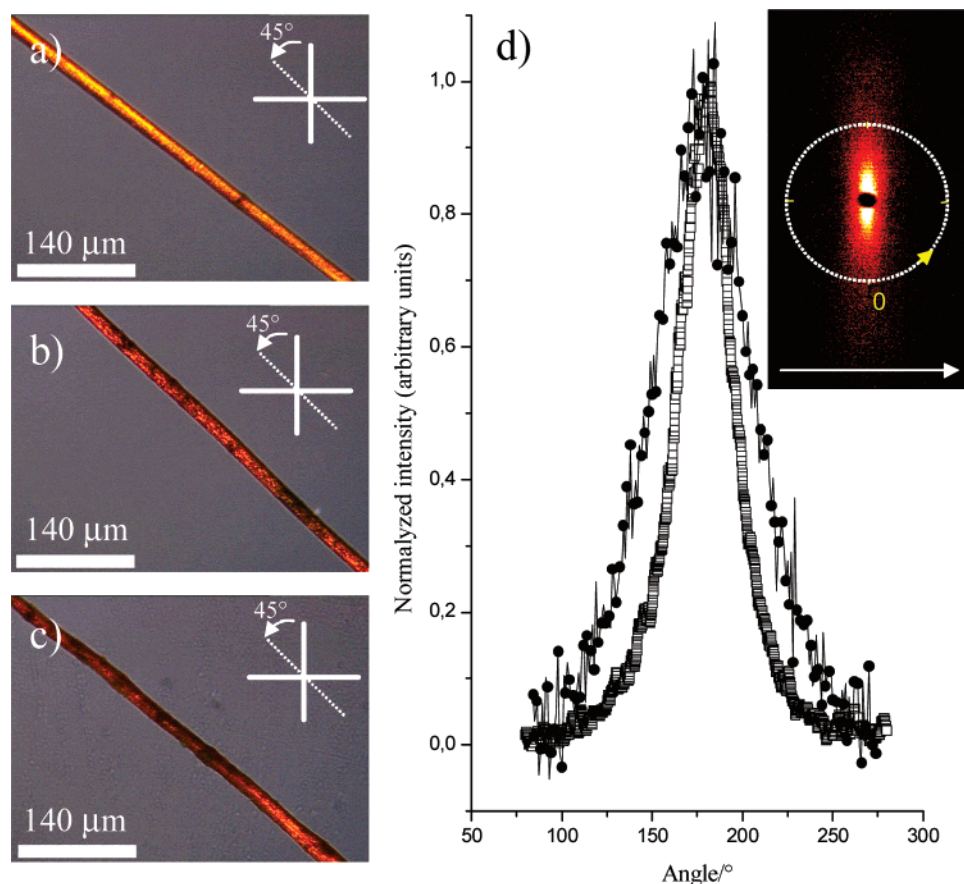 a)
45°
140 μm
b)
45°
140 μm
c)
45°
140 μm
d)
0
Normalized intensity (arbitrary units)
1,0
0,8
0,6
0,4
0,2
0,0
50 100 150 200 250 300
Angle/°